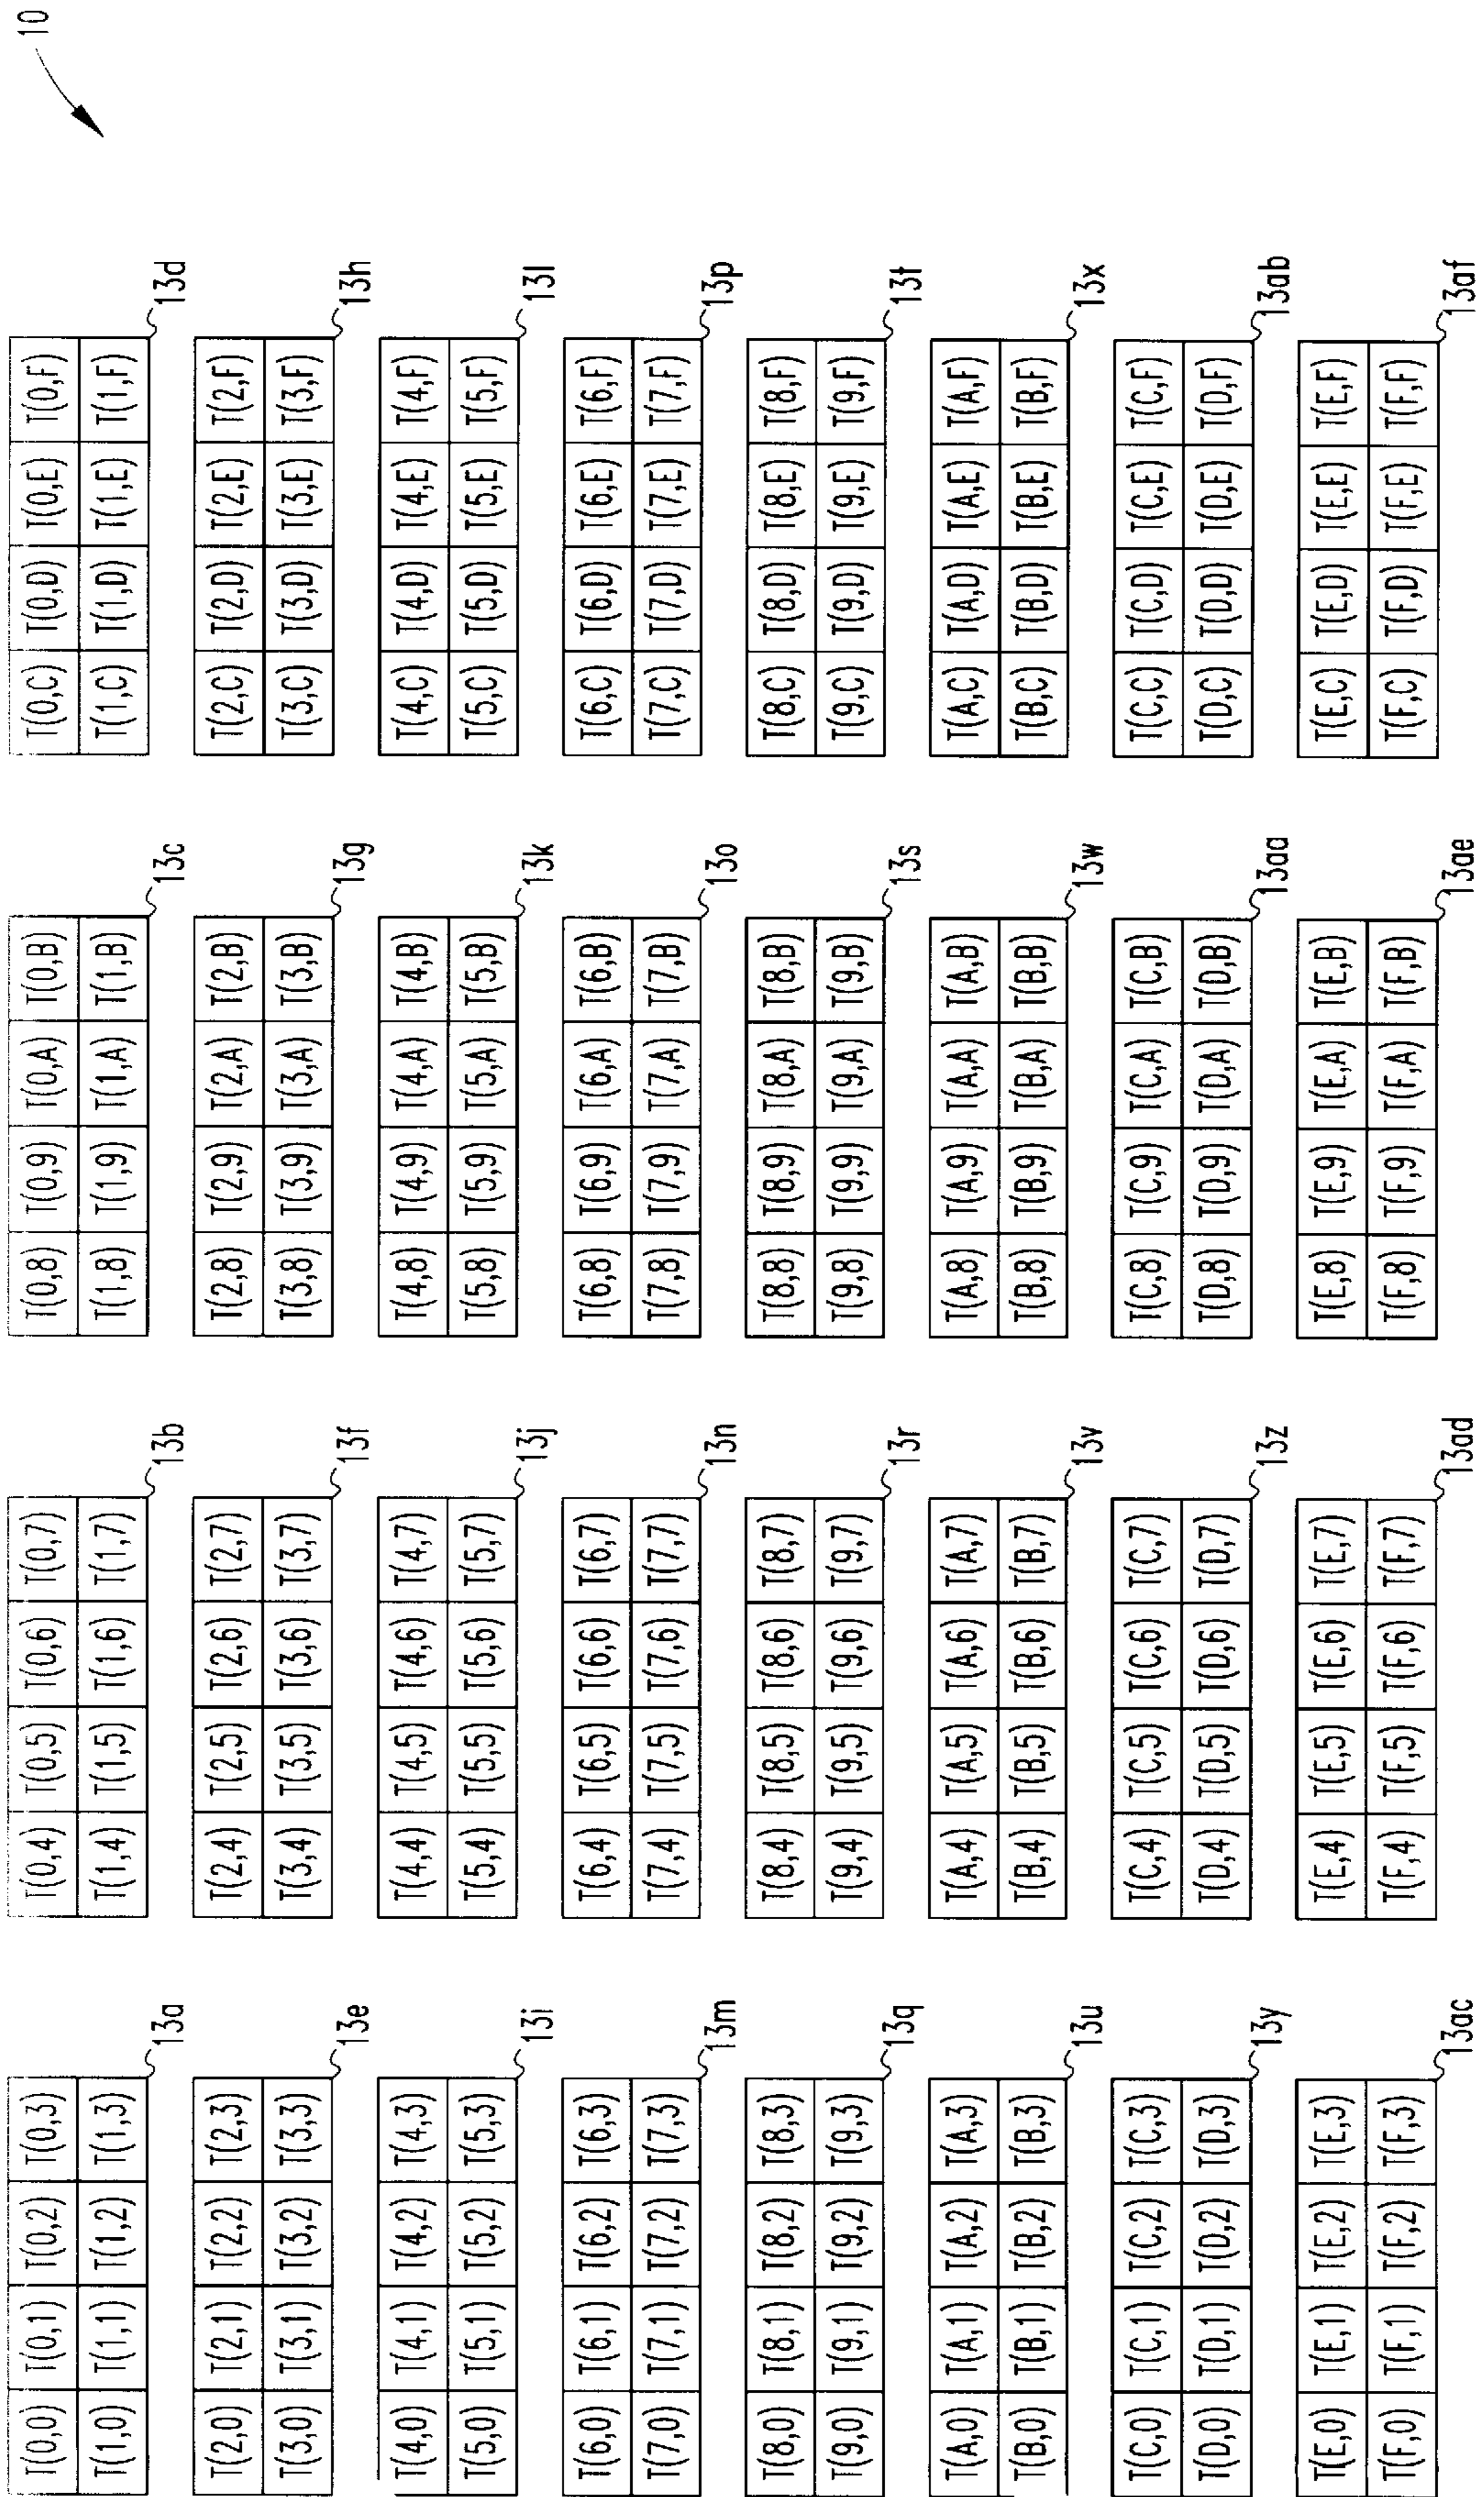 10
T(0,0) T(0,1) T(0,2) T(0,3) T(0,4) T(0,5) T(0,6) T(0,7) T(0,8) T(0,9) T(0,A) T(0,B) T(0,C) T(0,D) T(0,E) T(0,F)
T(1,0) T(1,1) T(1,2) T(1,3) T(1,4) T(1,5) T(1,6) T(1,7) T(1,8) T(1,9) T(1,A) T(1,B) T(1,C) T(1,D) T(1,E) T(1,F)
13a 13b 13c 13d
T(2,0) T(2,1) T(2,2) T(2,3) T(2,4) T(2,5) T(2,6) T(2,7) T(2,8) T(2,9) T(2,A) T(2,B) T(2,C) T(2,D) T(2,E) T(2,F)
T(3,0) T(3,1) T(3,2) T(3,3) T(3,4) T(3,5) T(3,6) T(3,7) T(3,8) T(3,9) T(3,A) T(3,B) T(3,C) T(3,D) T(3,E) T(3,F)
13e 13f 13g 13h
T(4,0) T(4,1) T(4,2) T(4,3) T(4,4) T(4,5) T(4,6) T(4,7) T(4,8) T(4,9) T(4,A) T(4,B) T(4,C) T(4,D) T(4,E) T(4,F)
T(5,0) T(5,1) T(5,2) T(5,3) T(5,4) T(5,5) T(5,6) T(5,7) T(5,8) T(5,9) T(5,A) T(5,B) T(5,C) T(5,D) T(5,E) T(5,F)
13i 13j 13k 13l
T(6,0) T(6,1) T(6,2) T(6,3) T(6,4) T(6,5) T(6,6) T(6,7) T(6,8) T(6,9) T(6,A) T(6,B) T(6,C) T(6,D) T(6,E) T(6,F)
T(7,0) T(7,1) T(7,2) T(7,3) T(7,4) T(7,5) T(7,6) T(7,7) T(7,8) T(7,9) T(7,A) T(7,B) T(7,C) T(7,D) T(7,E) T(7,F)
13m 13n 13o 13p
T(8,0) T(8,1) T(8,2) T(8,3) T(8,4) T(8,5) T(8,6) T(8,7) T(8,8) T(8,9) T(8,A) T(8,B) T(8,C) T(8,D) T(8,E) T(8,F)
T(9,0) T(9,1) T(9,2) T(9,3) T(9,4) T(9,5) T(9,6) T(9,7) T(9,8) T(9,9) T(9,A) T(9,B) T(9,C) T(9,D) T(9,E) T(9,F)
13q 13r 13s 13t
T(A,0) T(A,1) T(A,2) T(A,3) T(A,4) T(A,5) T(A,6) T(A,7) T(A,8) T(A,9) T(A,A) T(A,B) T(A,C) T(A,D) T(A,E) T(A,F)
T(B,0) T(B,1) T(B,2) T(B,3) T(B,4) T(B,5) T(B,6) T(B,7) T(B,8) T(B,9) T(B,A) T(B,B) T(B,C) T(B,D) T(B,E) T(B,F)
13u 13v 13w 13x
T(C,0) T(C,1) T(C,2) T(C,3) T(C,4) T(C,5) T(C,6) T(C,7) T(C,8) T(C,9) T(C,A) T(C,B) T(C,C) T(C,D) T(C,E) T(C,F)
T(D,0) T(D,1) T(D,2) T(D,3) T(D,4) T(D,5) T(D,6) T(D,7) T(D,8) T(D,9) T(D,A) T(D,B) T(D,C) T(D,D) T(D,E) T(D,F)
13y 13z 13aa 13ab
T(E,0) T(E,1) T(E,2) T(E,3) T(E,4) T(E,5) T(E,6) T(E,7) T(E,8) T(E,9) T(E,A) T(E,B) T(E,C) T(E,D) T(E,E) T(E,F)
T(F,0) T(F,1) T(F,2) T(F,3) T(F,4) T(F,5) T(F,6) T(F,7) T(F,8) T(F,9) T(F,A) T(F,B) T(F,C) T(F,D) T(F,E) T(F,F)
13ac 13ad 13ae 13af